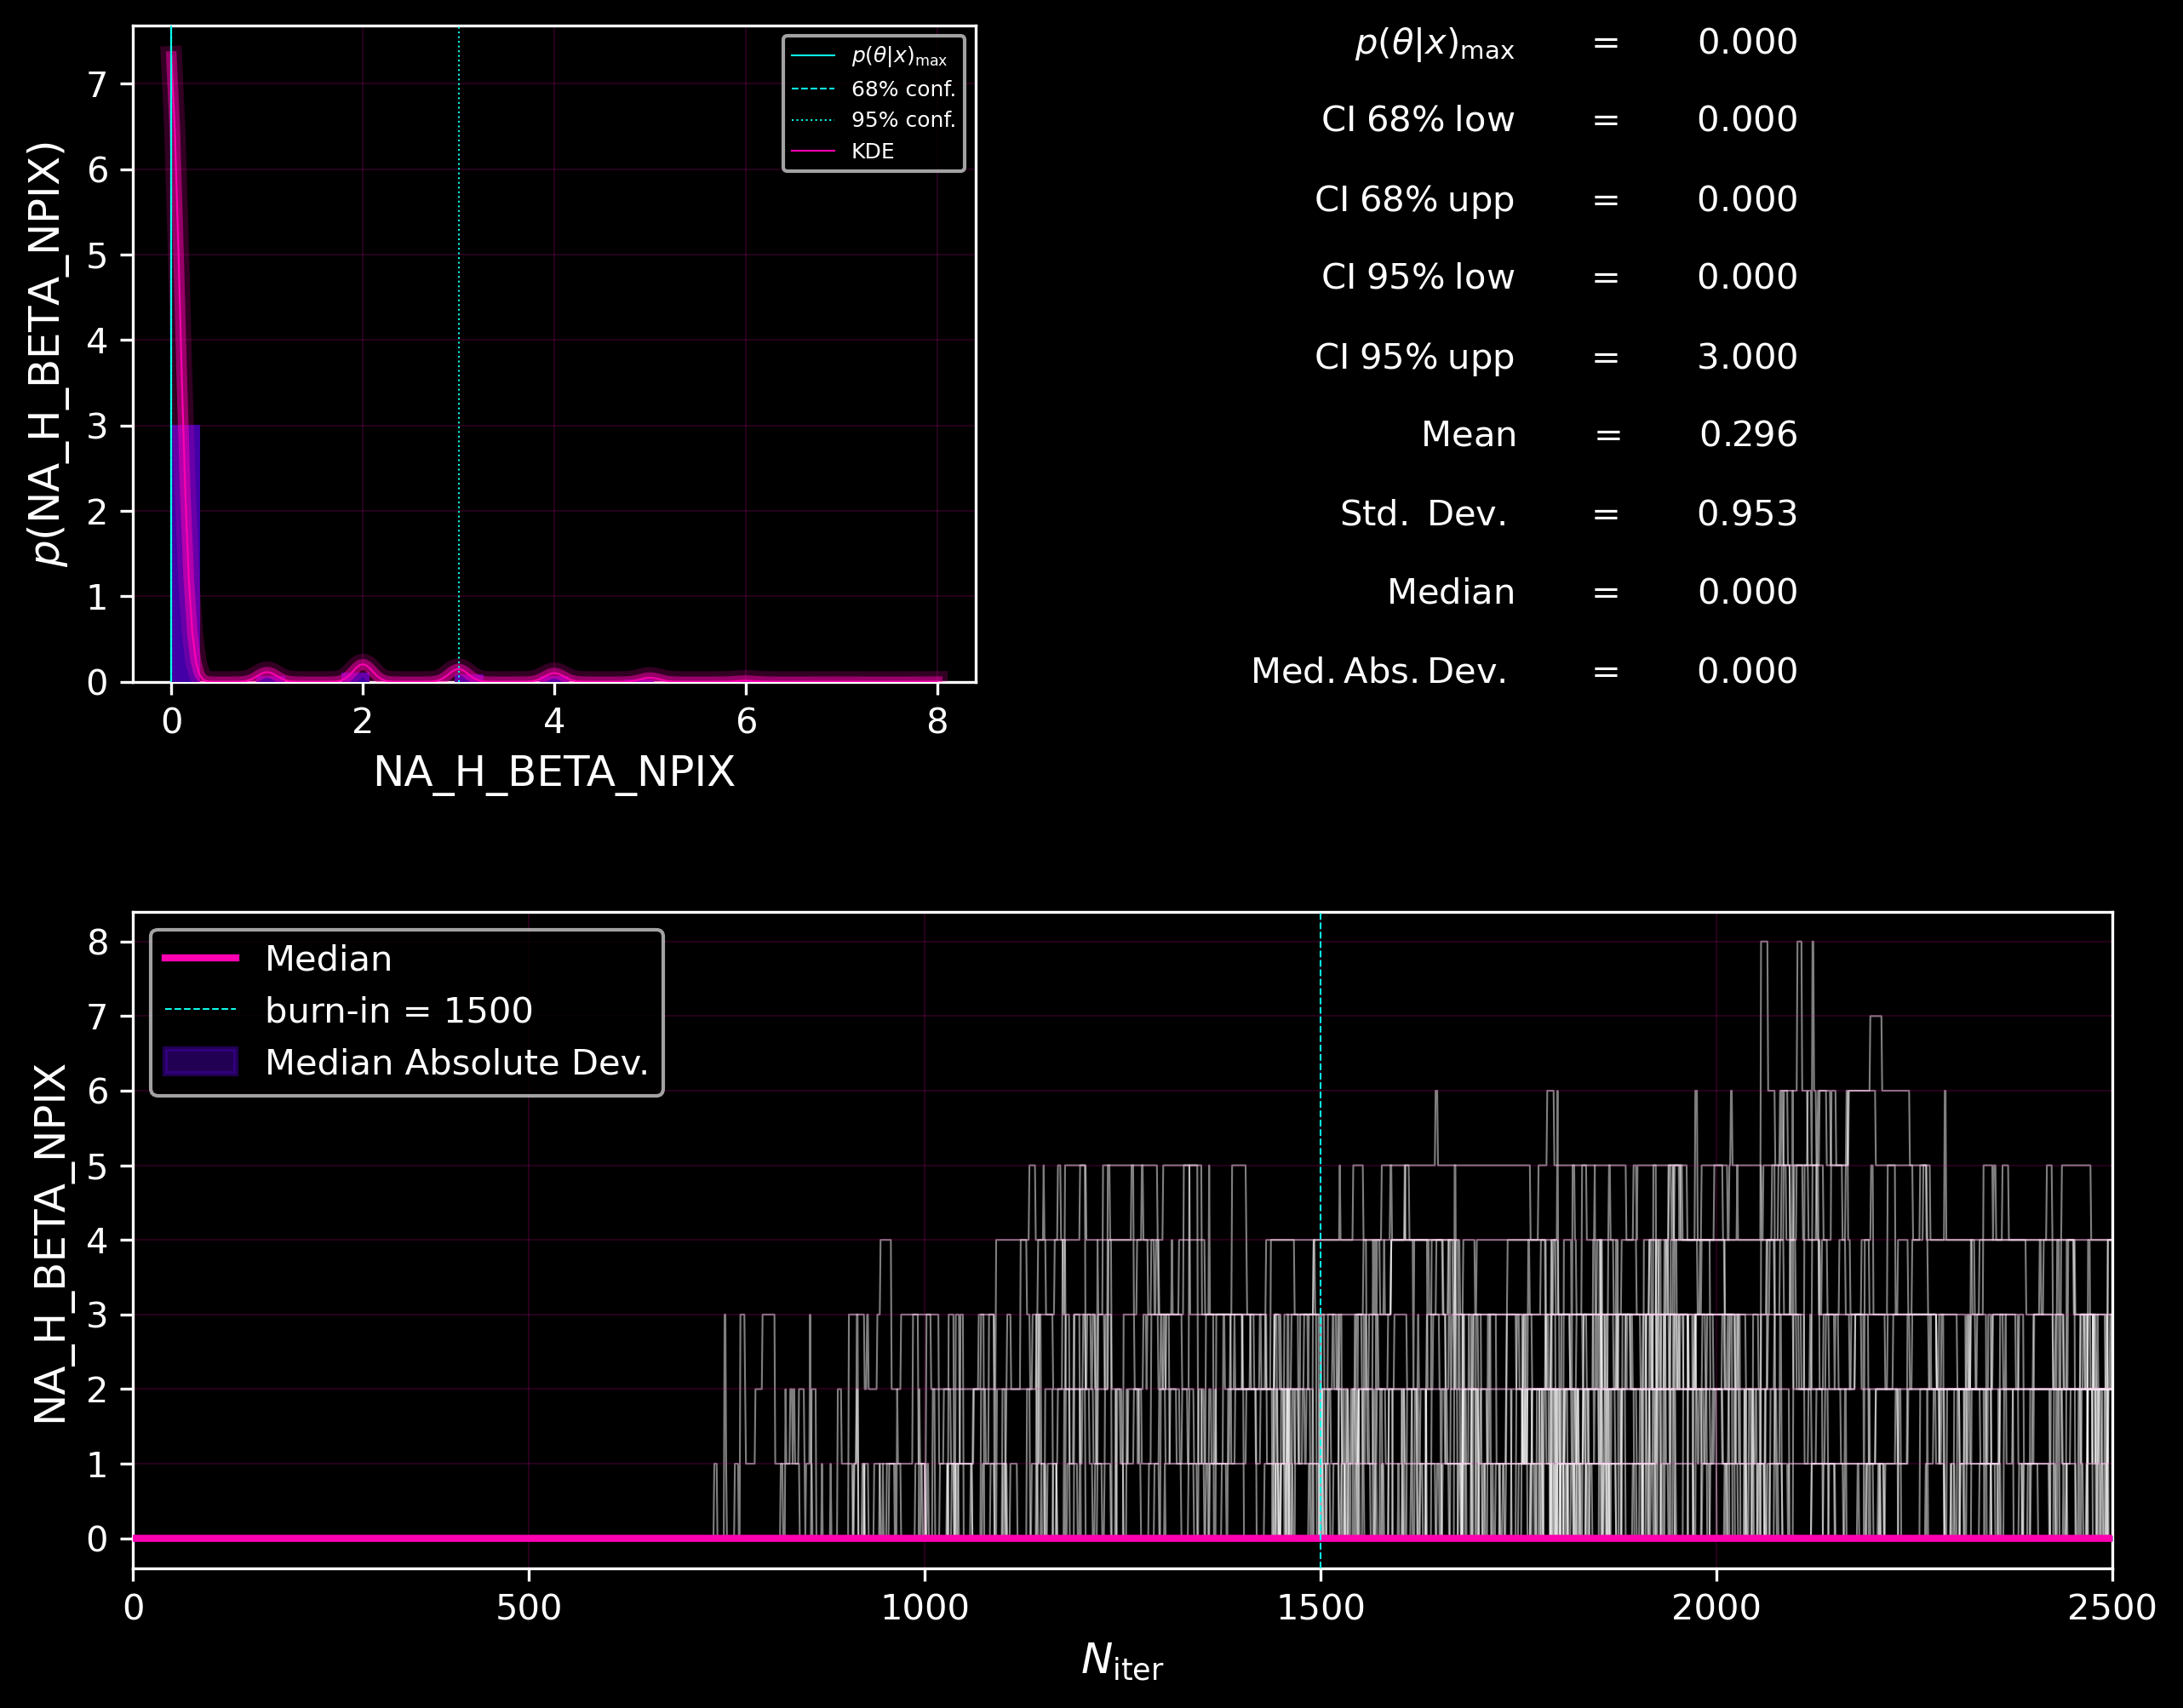 p(NA_H_BETA_NPIX)
7
6
5
4
3
2
1
0
p(θ|x)max
68% conf.
95% conf.
KDE
0 2 4 6 8
NA_H_BETA_NPIX
p(θ|x)max = 0.000
CI 68% low = 0.000
CI 68% upp = 0.000
CI 95% low = 0.000
CI 95% upp = 3.000
Mean = 0.296
Std. Dev. = 0.953
Median = 0.000
Med. Abs. Dev. = 0.000
NA_H_BETA_NPIX
8
7
6
5
4
3
2
1
0
Median
burn-in = 1500
Median Absolute Dev.
0 500 1000 1500 2000 2500
Niter